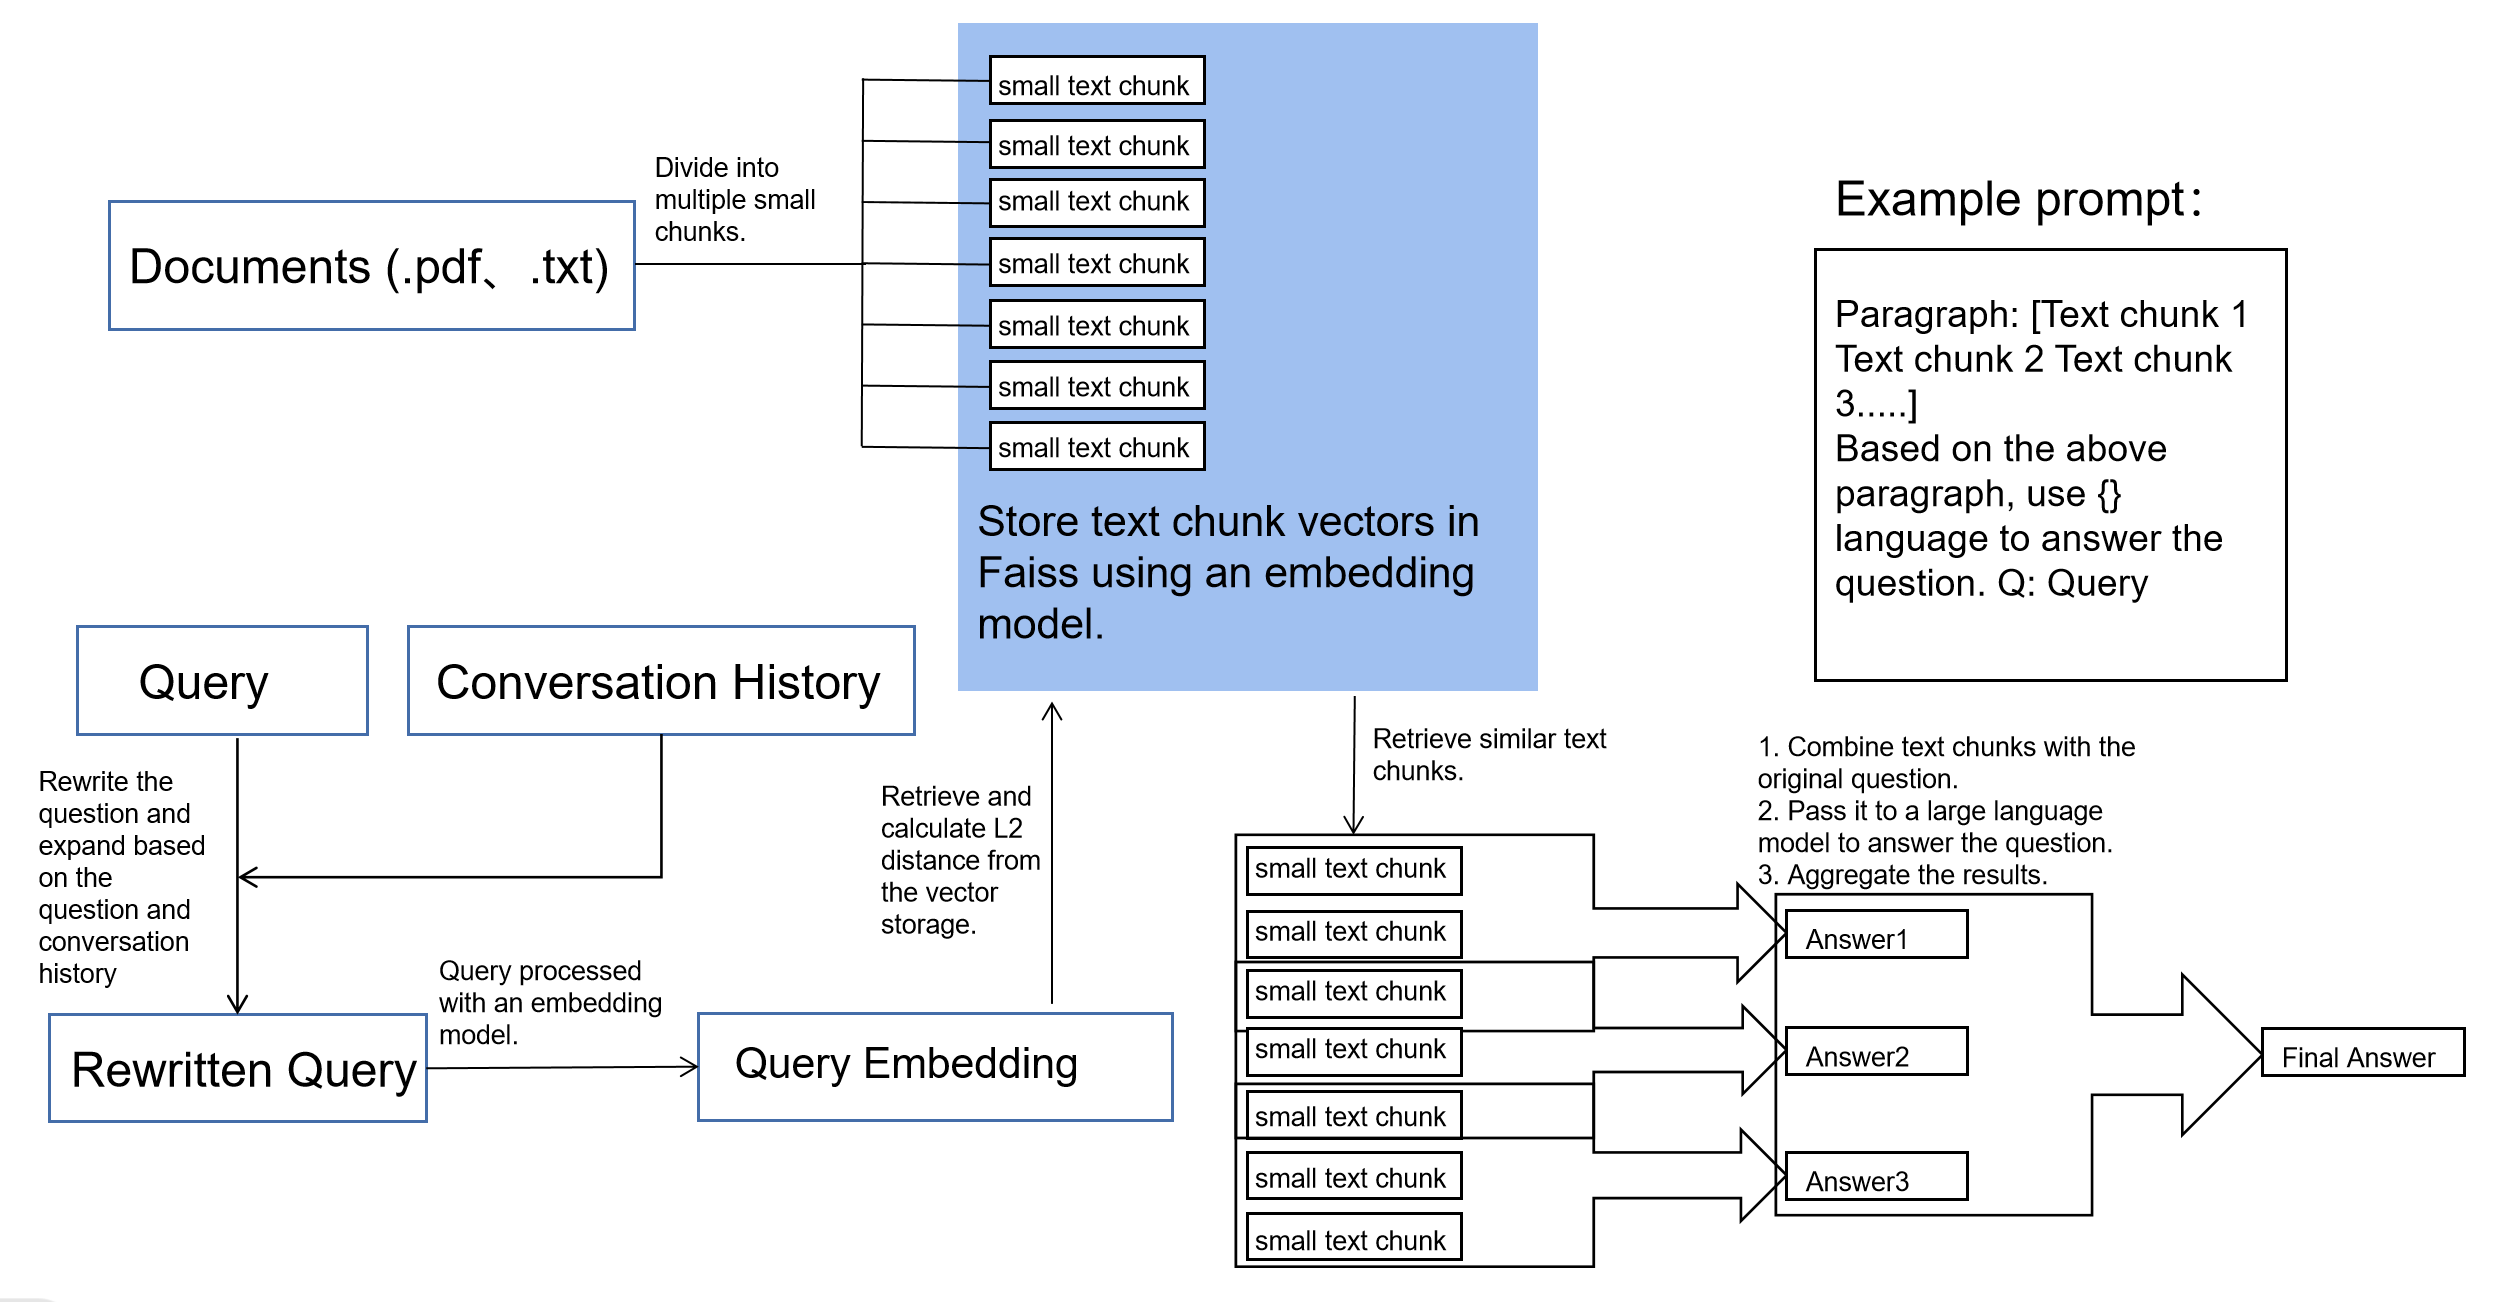 small text chunk
small text chunk
small text chunk
small text chunk
small text chunk
small text chunk
small text chunk
Divide into
multiple small
chunks.
Documents (.pdf、.txt)
Store text chunk vectors in
Faiss using an embedding
model.
Example prompt：
Paragraph: [Text chunk 1
Text chunk 2 Text chunk
3.....]
Based on the above
paragraph, use {}
language to answer the
question. Q: Query
Query
Conversation History
Rewrite the
question and
expand based
on the
question and
conversation
history
Retrieve and
calculate L2
distance from
the vector
storage.
Retrieve similar text
chunks.
1. Combine text chunks with the
original question.
2. Pass it to a large language
model to answer the question.
3. Aggregate the results.
Query processed
with an embedding
model.
Rewritten Query
Query Embedding
small text chunk
small text chunk
small text chunk
small text chunk
small text chunk
small text chunk
small text chunk
Answer1
Answer2
Answer3
Final Answer